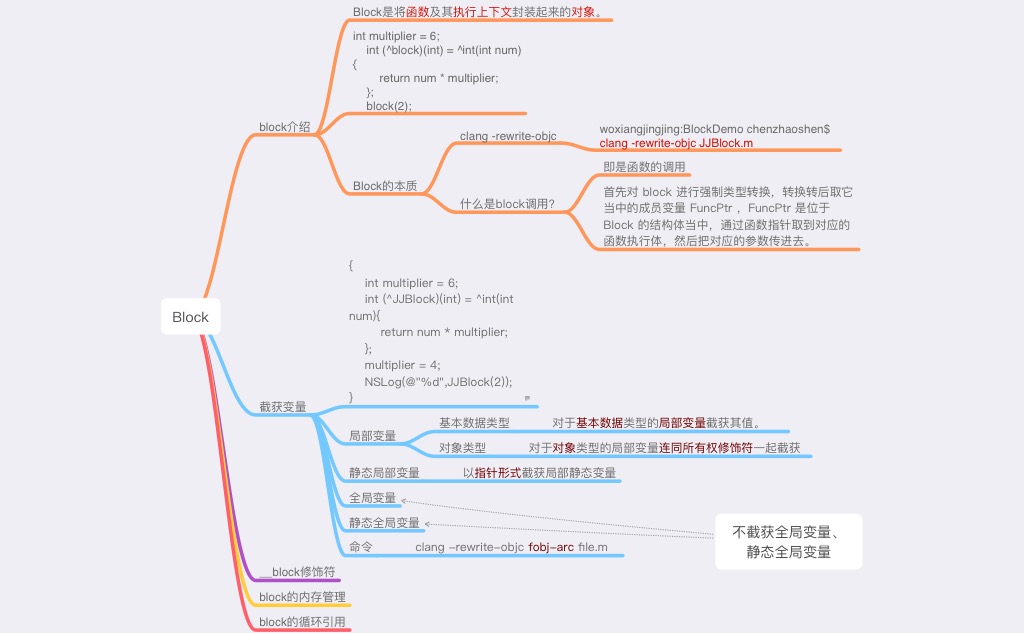 Block是将函数及其执行上下文封装起来的对象。
int multiplier = 6;
int (^block)(int) = ^int(int num)
{
return num * multiplier;
};
block(2);
block介绍
clang -rewrite-objc
woxiangjingjing:BlockDemo chenzhaoshen$
clang -rewrite-objc JJBlock.m
Block的本质
什么是block调用?
即是函数的调用
首先对 block 进行强制类型转换，转换转后取它
当中的成员变量 FuncPtr ，FuncPtr 是位于
Block 的结构体当中，通过函数指针取到对应的
函数执行体，然后把对应的参数传进去。
Block
{
int multiplier = 6;
int (^JJBlock)(int) = ^int(int
num){
return num * multiplier;
};
multiplier = 4;
NSLog(@"%d",JJBlock(2));
}
截获变量
局部变量
基本数据类型 对于基本数据类型的局部变量截获其值。
对象类型 对于对象类型的局部变量连同所有权修饰符一起截获
静态局部变量 以指针形式截获局部静态变量
全局变量
静态全局变量
不截获全局变量、
静态全局变量
命令 clang -rewrite-objc fobj-arc file.m
__block修饰符
block的内存管理
block的循环引用